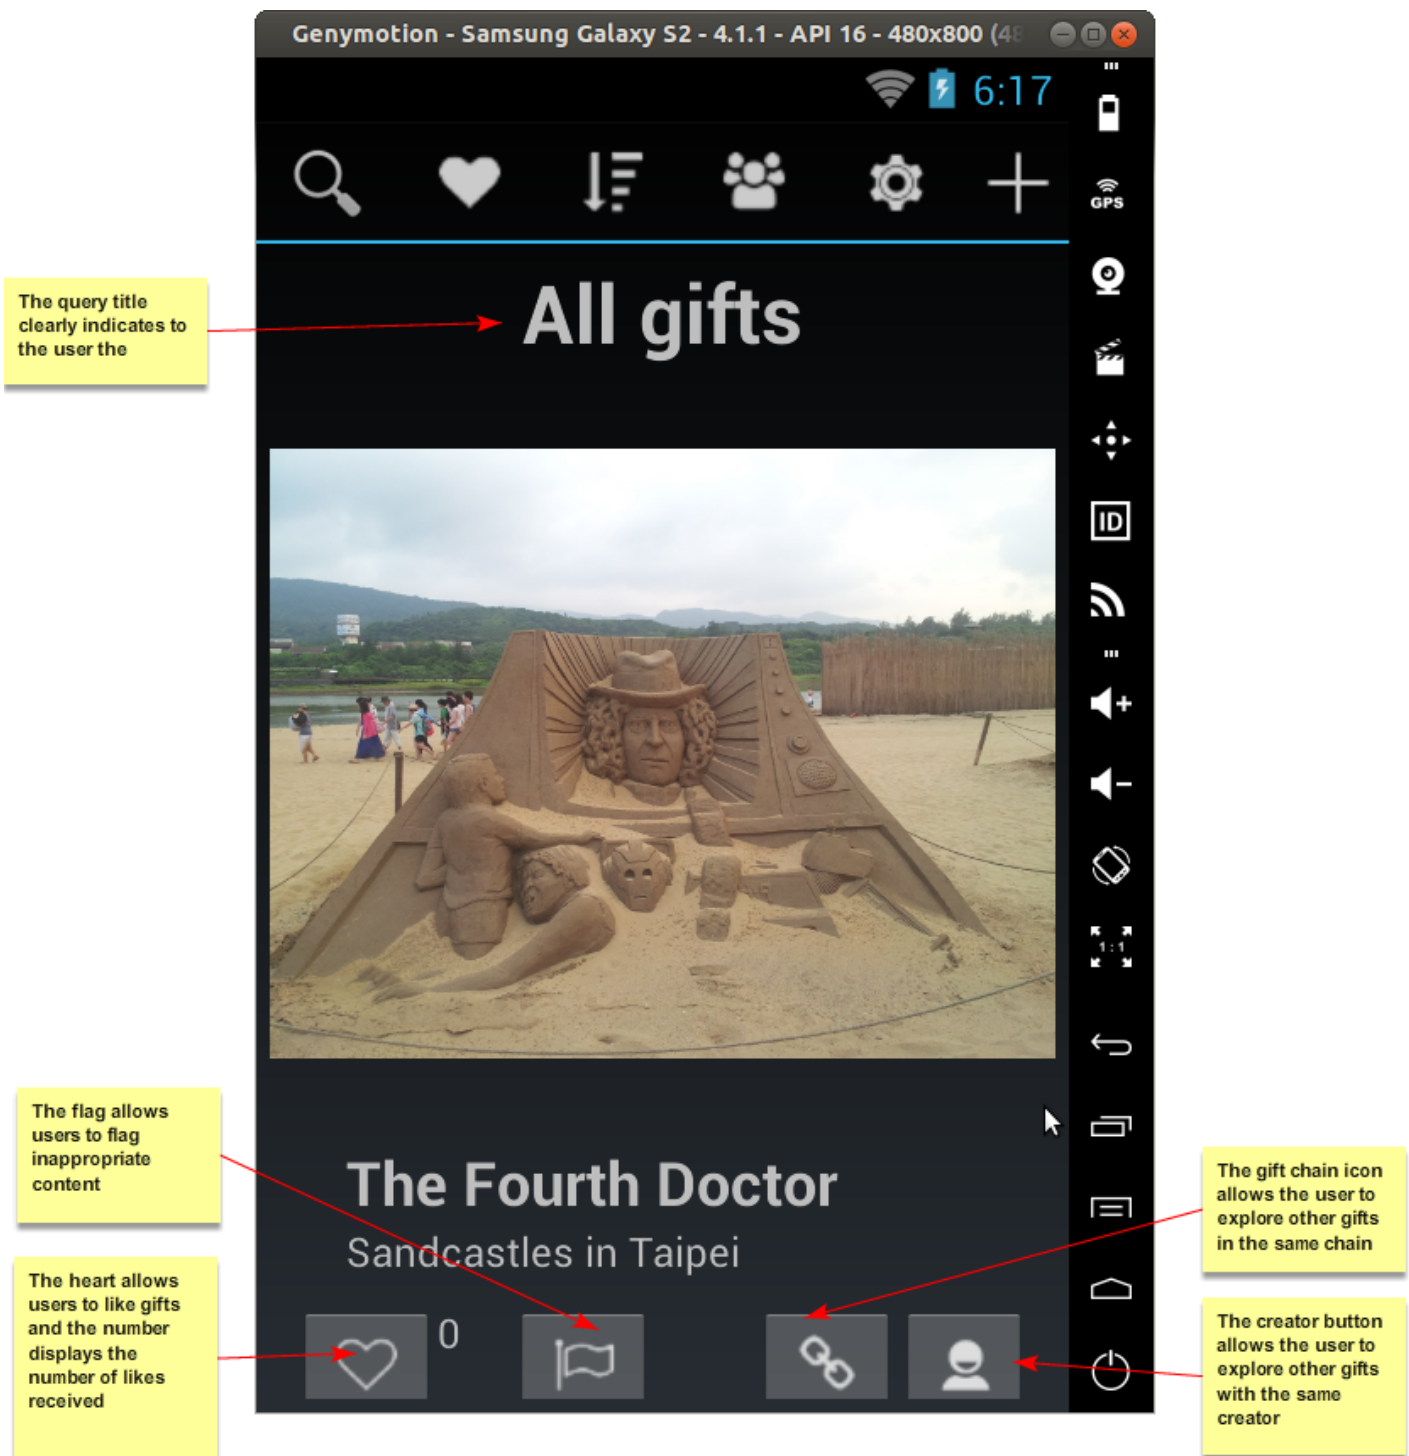 Genymotion - Samsung Galaxy S2 - 4.1.1 - API 16 - 480x800 (48
6:17
GPS
All gifts
The query title
clearly indicates to
the user the
ID
1:1
The flag allows
users to flag
inappropriate
content
The Fourth Doctor
Sandcastles in Taipei
The gift chain icon
allows the user to
explore other gifts
in the same chain
The heart allows
users to like gifts
and the number
displays the
number of likes
received
0
The creator button
allows the user to
explore other gifts
with the same
creator